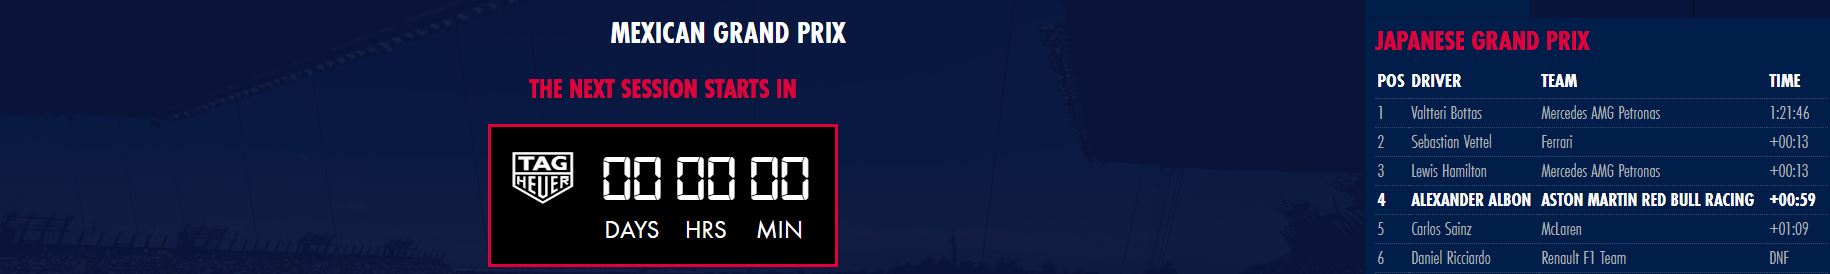 MEXICAN GRAND PRIX
THE NEXT SESSION STARTS IN
TAG
HEUER
00 00 00
DAYS HRS MIN
JAPANESE GRAND PRIX
POS DRIVER TEAM TIME
1 Valtteri Bottas Mercedes AMG Petronas 1:21:46
2 Sebastian Vettel Ferrari +00:13
3 Lewis Hamilton Mercedes AMG Petronas +00:13
4 ALEXANDER ALBON ASTON MARTIN RED BULL RACING +00:59
5 Carlos Sainz McLaren +01:09
6 Daniel Ricciardo Renault F1 Team DNF